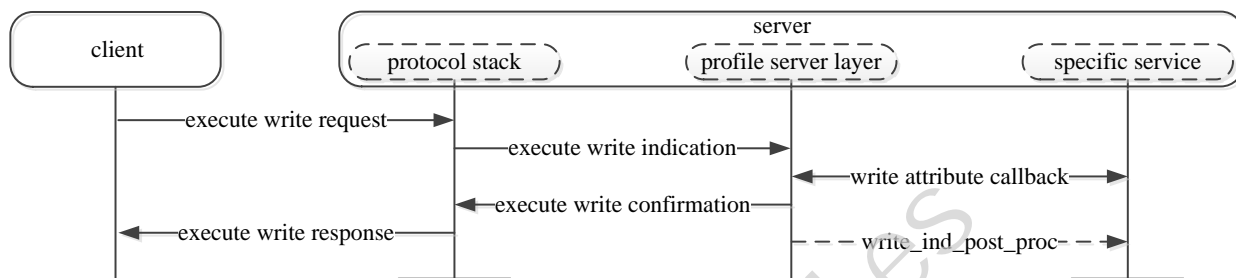 server
client
protocol stack
profile server layer
specific service
execute write request
execute write indication
write attribute callback
execute write confirmation
execute write response
write_ind_post_proc